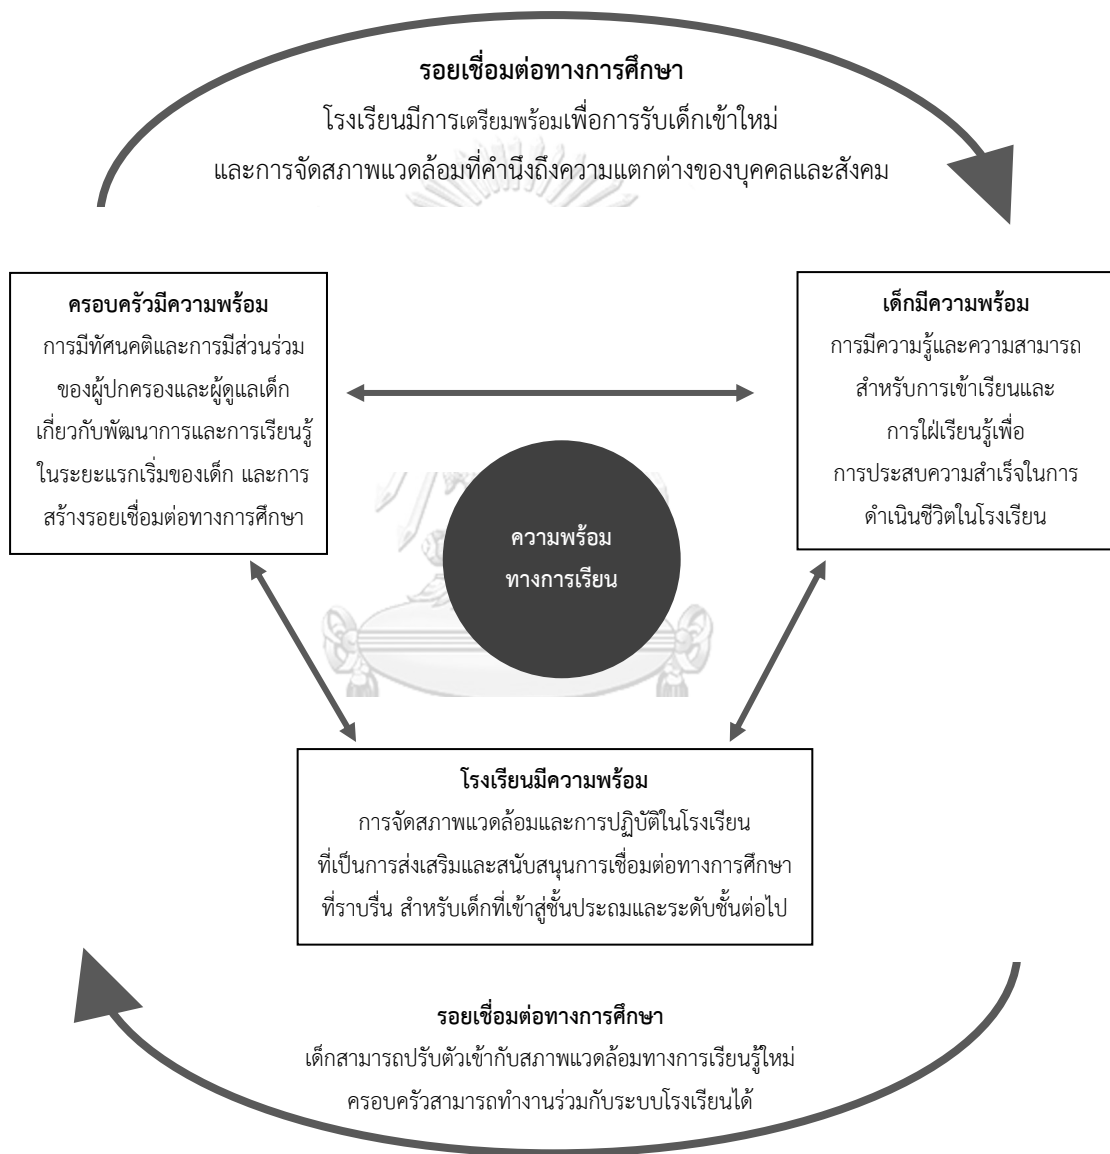 รอยเชื่อมต่อทางการศึกษา
โรงเรียนมีการเตรียมพร้อมเพื่อการรับเด็กเข้าใหม่
และการจัดสภาพแวดล้อมที่คำนึงถึงความแตกต่างของบุคคลและสังคม
ครอบครัวมีความพร้อม
การมีทัศนคติและการมีส่วนร่วม
ของผู้ปกครองและผู้ดูแลเด็ก
เกี่ยวกับพัฒนาการและการเรียนรู้
ในระยะแรกเริ่มของเด็ก และการ
สร้างรอยเชื่อมต่อทางการศึกษา
เด็กมีความพร้อม
การมีความรู้และความสามารถ
สำหรับการเข้าเรียนและ
การใฝ่เรียนรู้เพื่อ
การประสบความสำเร็จในการ
ดำเนินชีวิตในโรงเรียน
ความพร้อม
ทางการเรียน
โรงเรียนมีความพร้อม
การจัดสภาพแวดล้อมและการปฏิบัติในโรงเรียน
ที่เป็นการส่งเสริมและสนับสนุนการเชื่อมต่อทางการศึกษา
ที่ราบรื่น สำหรับเด็กที่เข้าสู่ชั้นประถมและระดับชั้นต่อไป
รอยเชื่อมต่อทางการศึกษา
เด็กสามารถปรับตัวเข้ากับสภาพแวดล้อมทางการเรียนรู้ใหม่
ครอบครัวสามารถทำงานร่วมกับระบบโรงเรียนได้